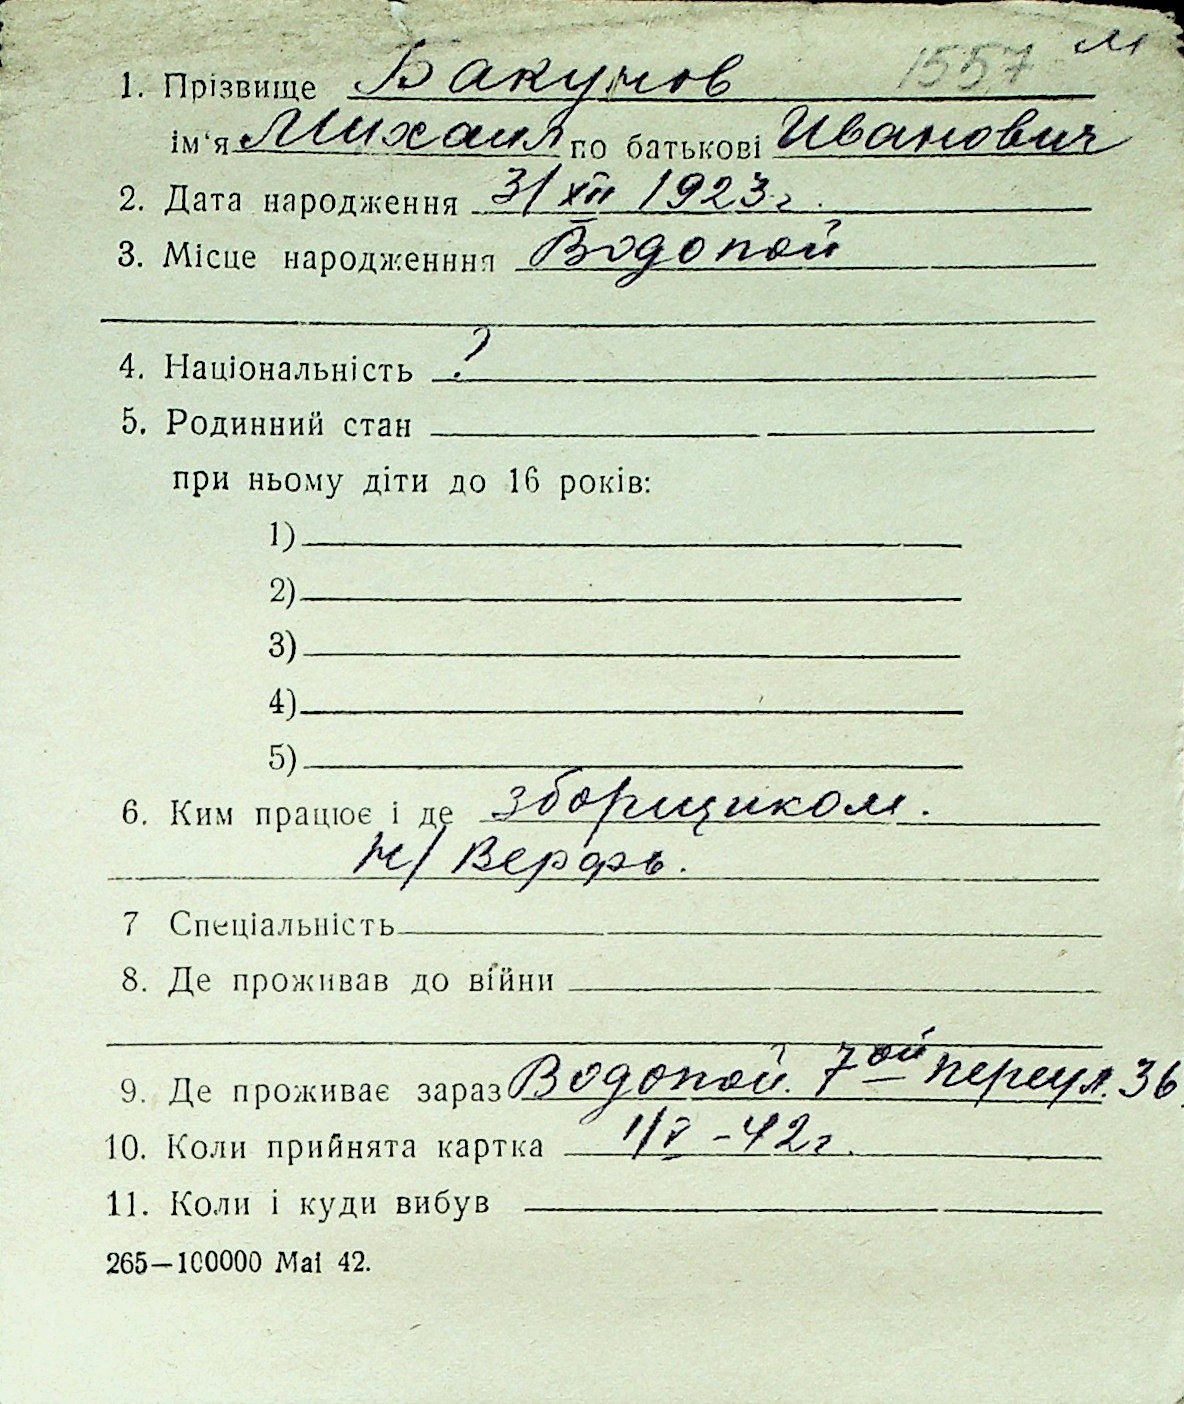 1557 м
1. Прізвище Бакумов
ім'я Михаил по батькові Иванович
2. Дата народження 31 XII 1923 г.
3. Місце народженння Водопой
4. Національність ?
5. Родинний стан
при ньому діти до 16 років:
1)
2)
3)
4)
5)
6. Ким працює і де зборщиком.
н/ Верфь.
7 Спеціальність
8. Де проживав до війни
9. Де проживає зараз Водопой. 7ой переул. 36.
10. Коли прийнята картка 1/V -42 г.
11. Коли і куди вибув
265—100000 Mai 42.